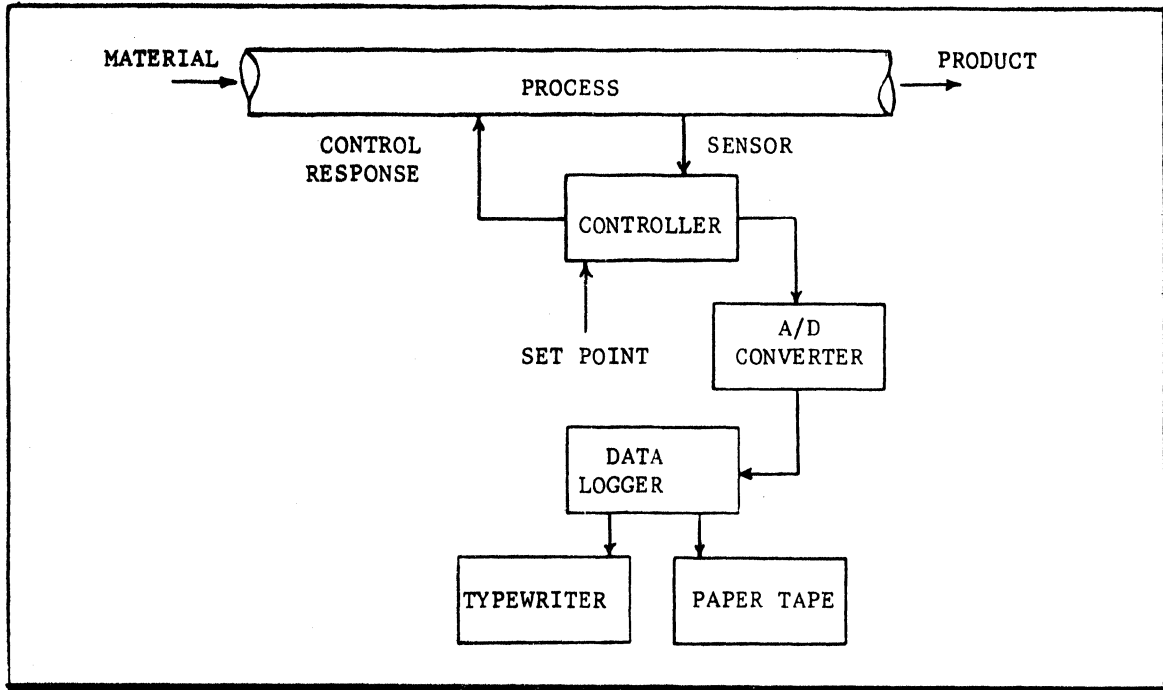 MATERIAL
PRODUCT
PROCESS
CONTROL
RESPONSE
SENSOR
CONTROLLER
SET POINT
A/D
CONVERTER
DATA
LOGGER
TYPEWRITER
PAPER TAPE